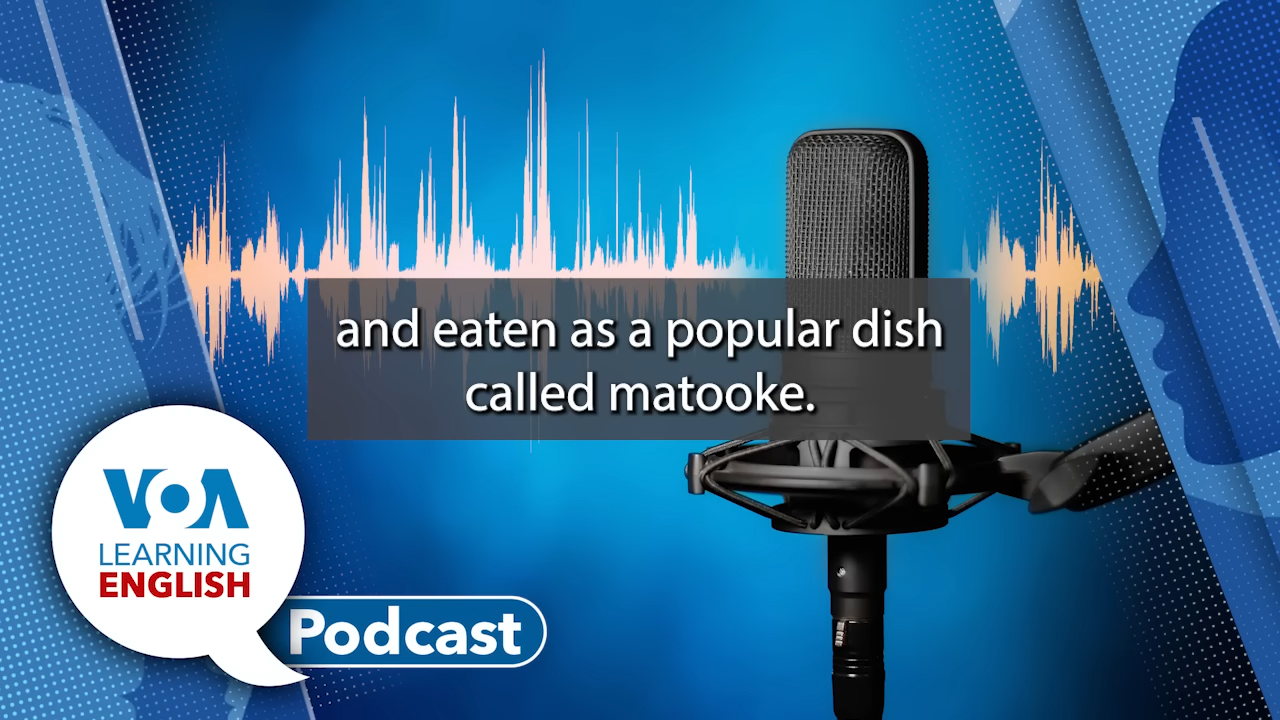 and eaten as a popular dish
called matooke.
VOA
LEARNING
ENGLISH
Podcast